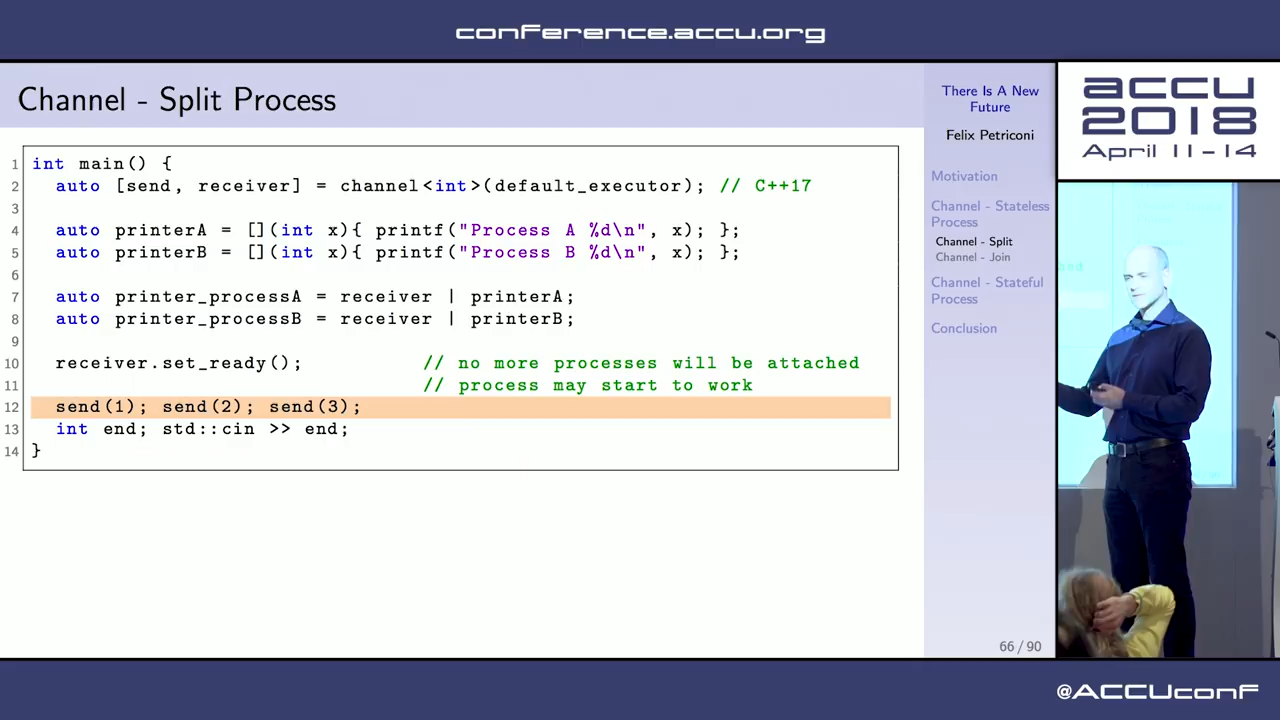 conference.accu.org
Channel - Split Process
1 int main() {
2 auto [send, receiver] = channel<int>(default_executor); // C++17
3
4 auto printerA = [](int x){ printf("Process A %d\n", x); };
5 auto printerB = [](int x){ printf("Process B %d\n", x); };
6
7 auto printer_processA = receiver | printerA;
8 auto printer_processB = receiver | printerB;
9
10 receiver.set_ready(); // no more processes will be attached
11 // process may start to work
12 send(1); send(2); send(3);
13 int end; std::cin >> end;
14 }
There Is A New
Future
Felix Petriconi
Motivation
Channel - Stateless
Process
Channel - Split
Channel - Join
Channel - Stateful
Process
Conclusion
66 / 90
accu
2018
April 11-14
@ACCUconf